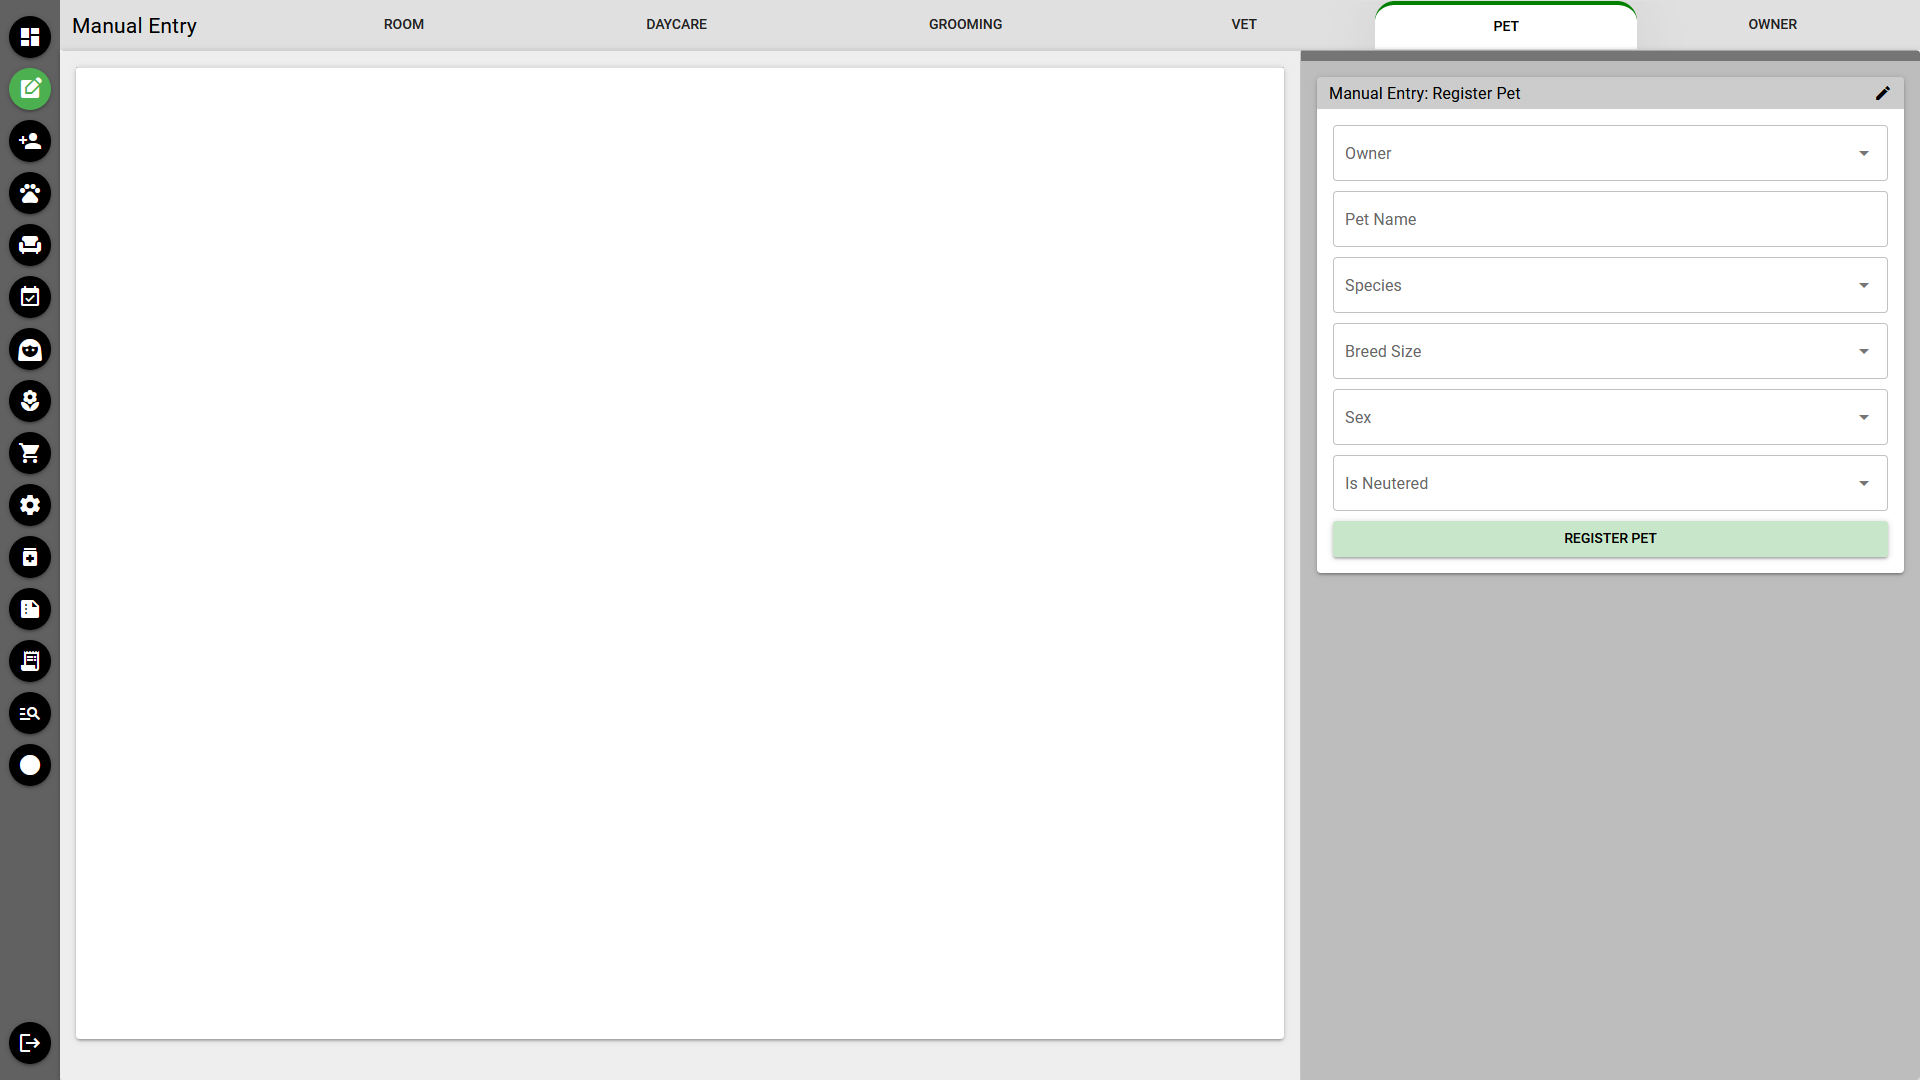 Manual Entry
ROOM
DAYCARE
GROOMING
VET
PET
OWNER
Manual Entry: Register Pet
Owner
Pet Name
Species
Breed Size
Sex
Is Neutered
REGISTER PET